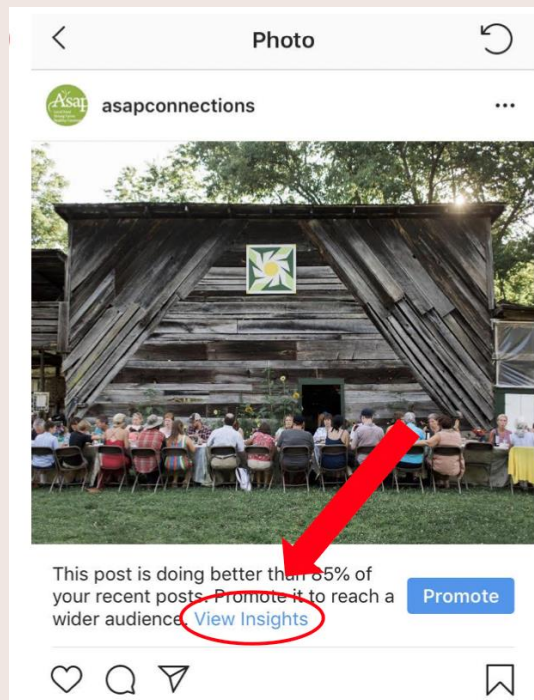 Photo
Asap
asapconnections
This post is doing better than 85% of
your recent posts. Promote it to reach a
wider audience. View Insights
Promote